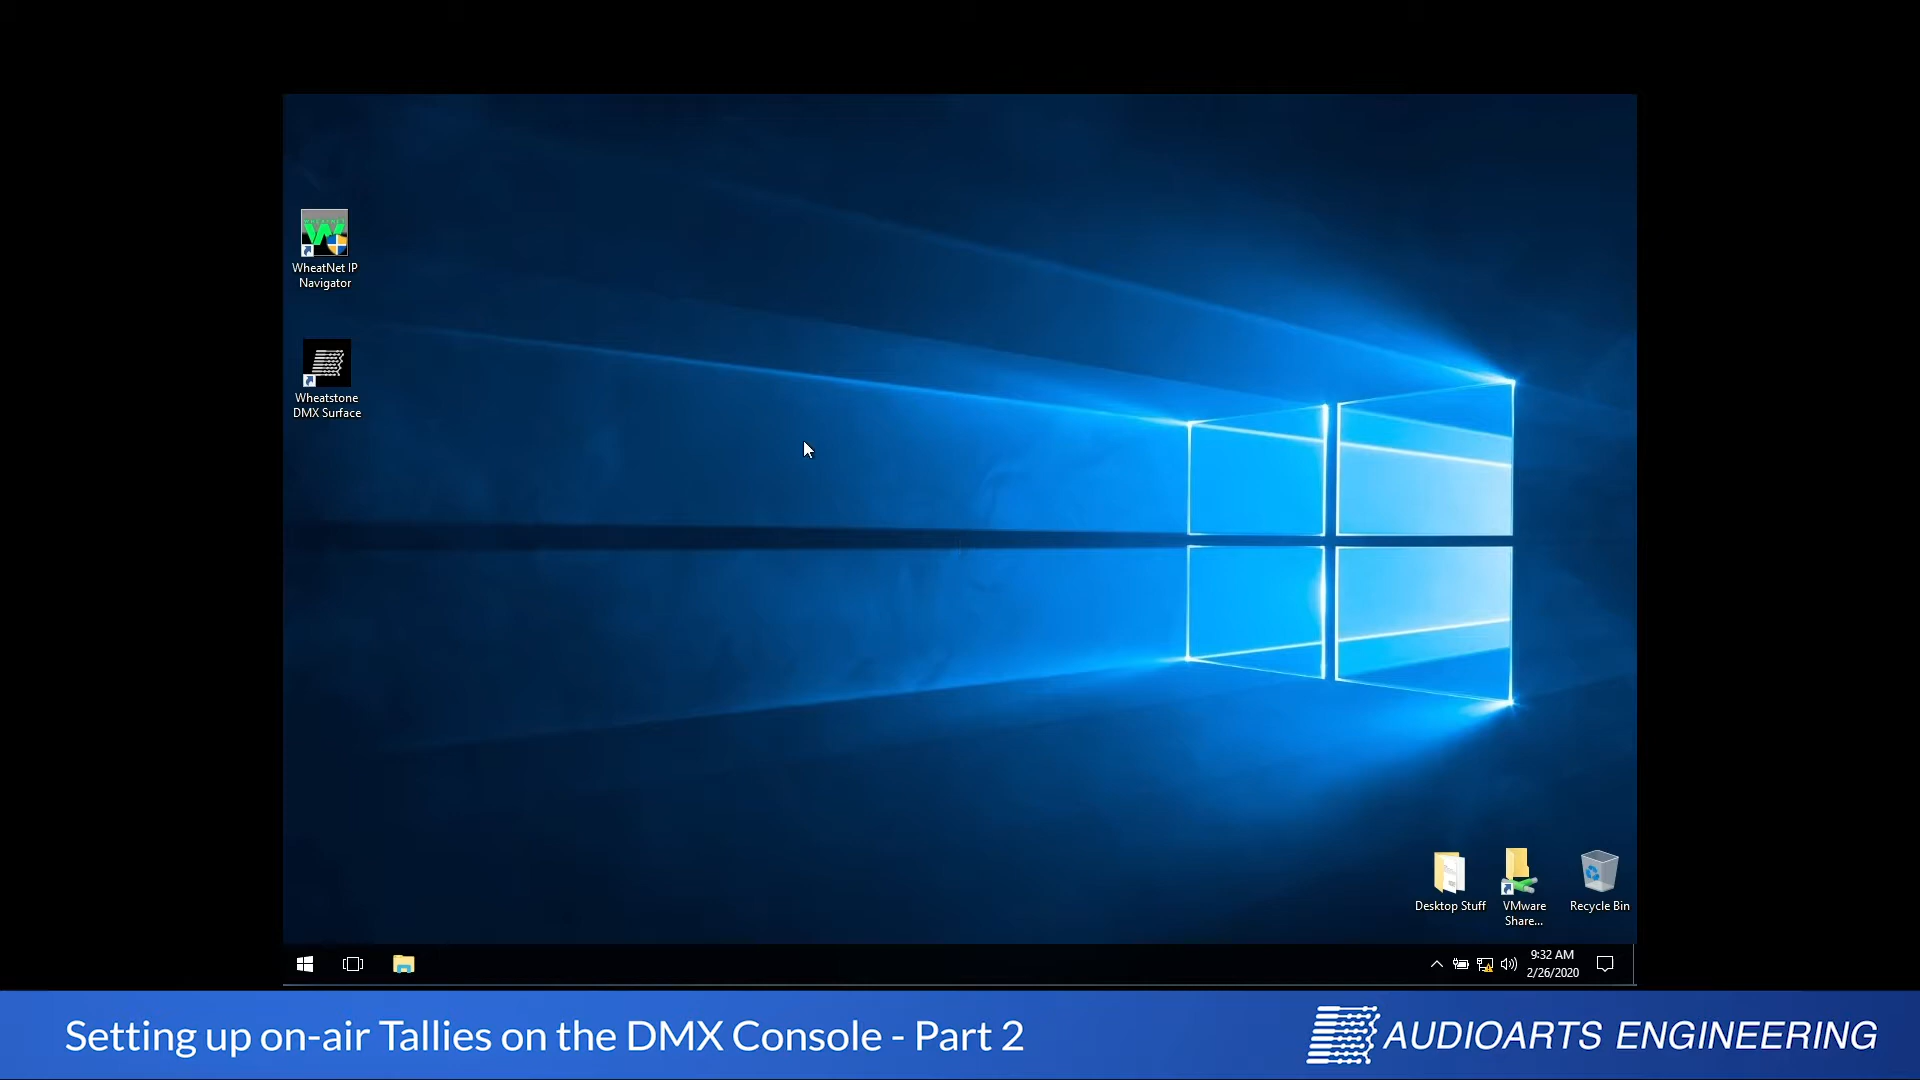 WHEATNET
WheatNet IP
Navigator
Wheatstone
DMX Surface
Desktop Stuff
VMware
Share...
Recycle Bin
9:32 AM
2/26/2020
Setting up on-air Tallies on the DMX Console - Part 2
AUDIOARTS ENGINEERING